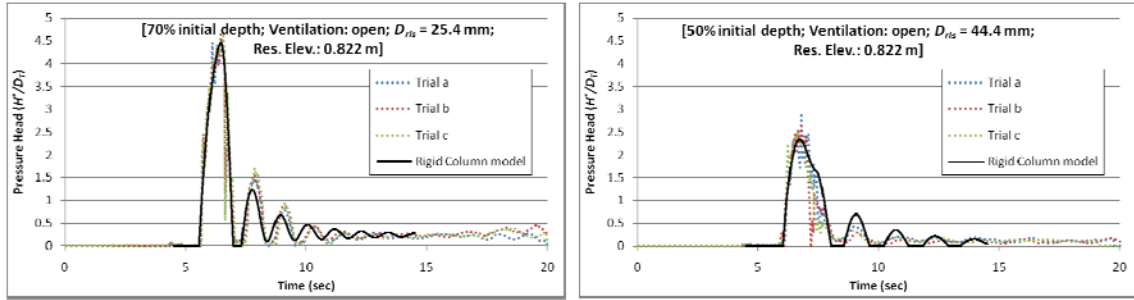 [70% initial depth; Ventilation: open; Dris = 25.4 mm;
Res. Elev.: 0.822 m]
Pressure Head (H*/DT)
5
4.5
4
3.5
3
2.5
2
1.5
1
0.5
0
Trial a
Trial b
Trial c
Rigid Column model
0 5 10 15 20
Time (sec)
[50% initial depth; Ventilation: open; Dris = 44.4 mm;
Res. Elev.: 0.822 m]
Pressure Head (H*/DT)
5
4.5
4
3.5
3
2.5
2
1.5
1
0.5
0
Trial a
Trial b
Trial c
Rigid Column model
0 5 10 15 20
Time (sec)